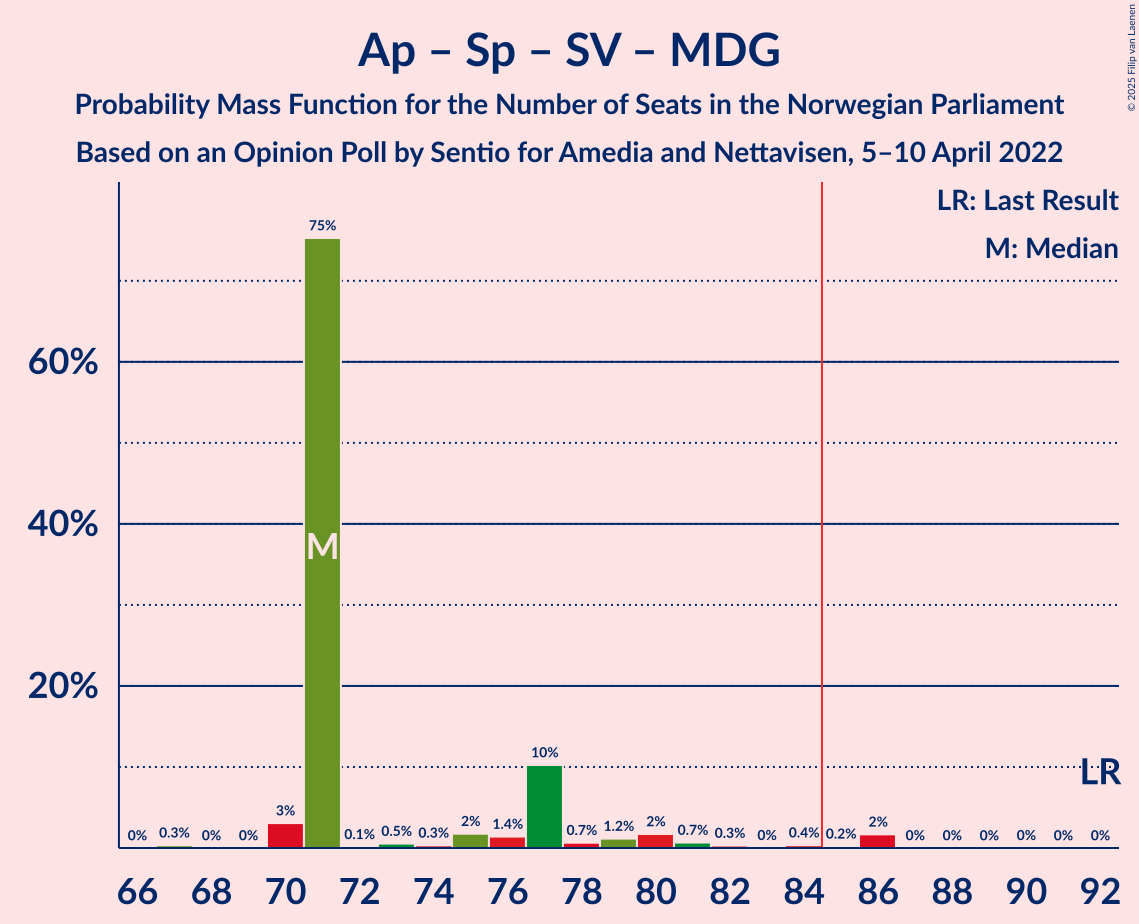 Ap – Sp – SV – MDG
Probability Mass Function for the Number of Seats in the Norwegian Parliament
Based on an Opinion Poll by Sentio for Amedia and Nettavisen, 5–10 April 2022
© 2025 Filip van Laenen
LR: Last Result
M: Median
60%
40%
20%
75%
M
10%
LR
0% 0.3% 0% 0% 3% 0.1% 0.5% 0.3% 2% 1.4% 0.7% 1.2% 2% 0.7% 0.3% 0% 0.4% 0.2% 2% 0% 0% 0% 0% 0% 0%
66 68 70 72 74 76 78 80 82 84 86 88 90 92